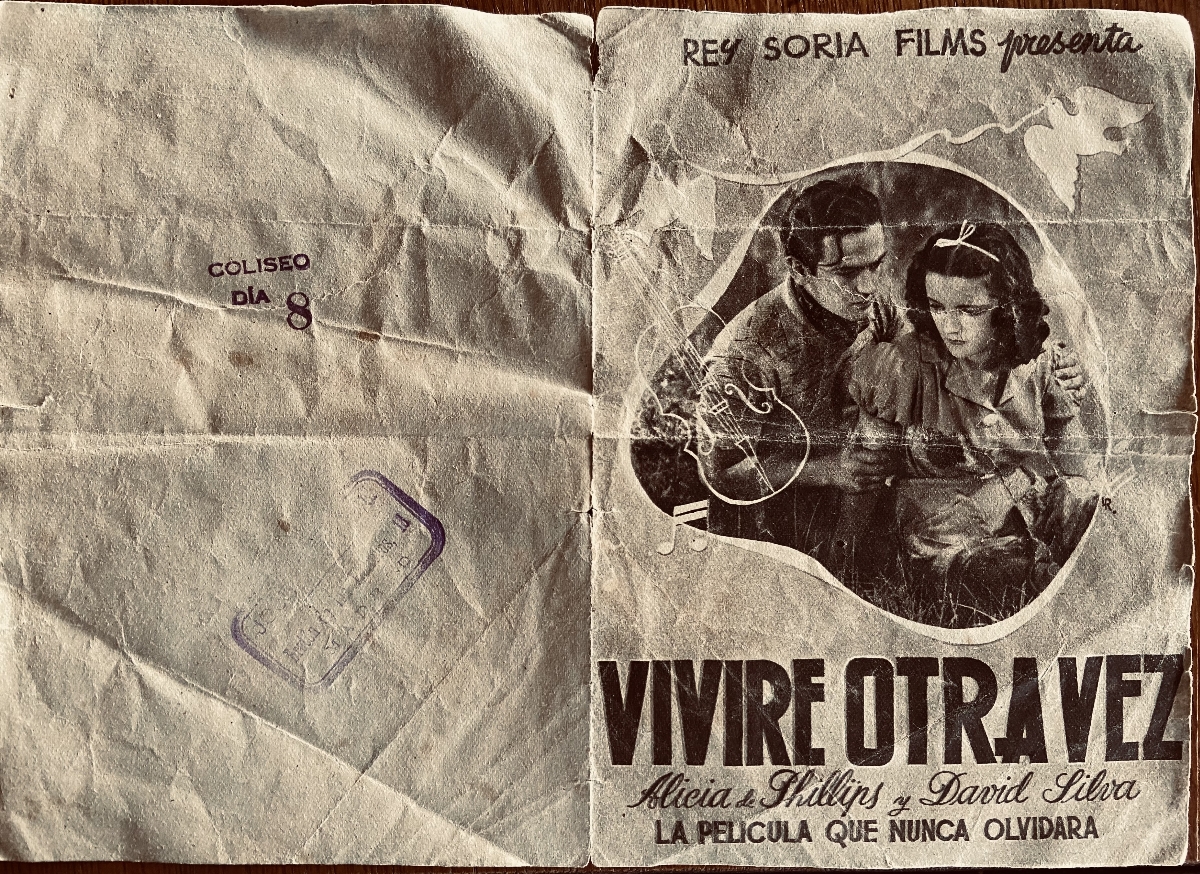 COLISEO
DÍA 8
REY SORIA FILMS presenta
VIVIRE OTRA VEZ
Alicia de Phillips y David Silva
LA PELICULA QUE NUNCA OLVIDARA